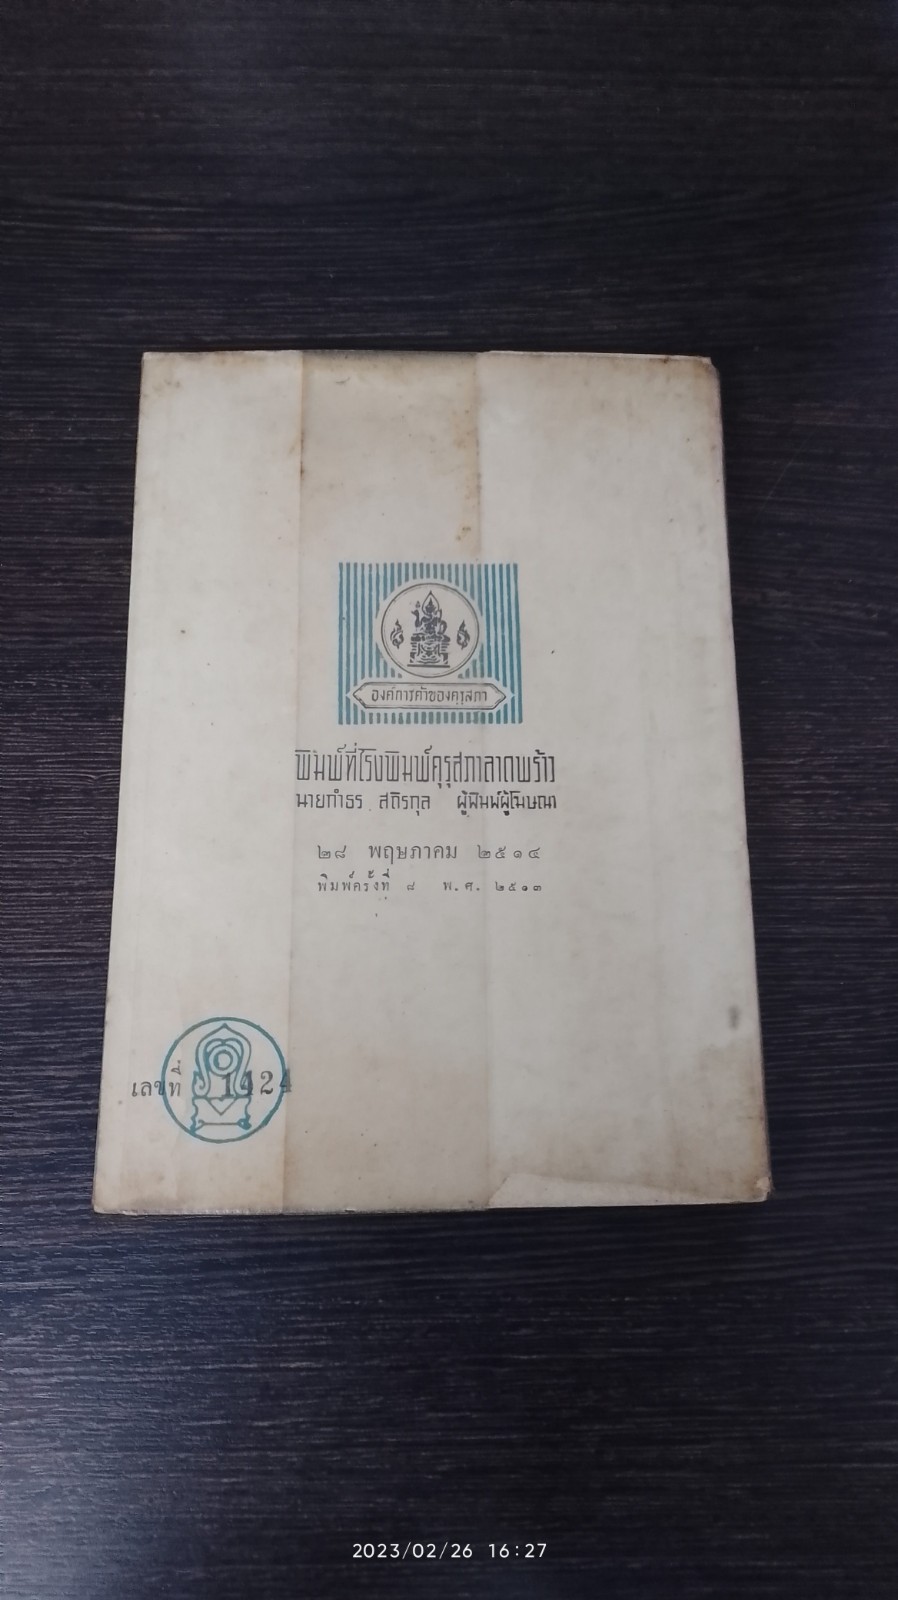 องค์การค้าของคุรุสภา
พิมพ์ที่โรงพิมพ์คุรุสภาลาดพร้าว
นายกำธร สถิรกุล ผู้พิมพ์ผู้โฆษณา
๒๘ พฤษภาคม ๒๕๑๔
พิมพ์ครั้งที่ ๘ พ.ศ. ๒๕๑๓
เลขที่ 1424
2023/02/26 16:27